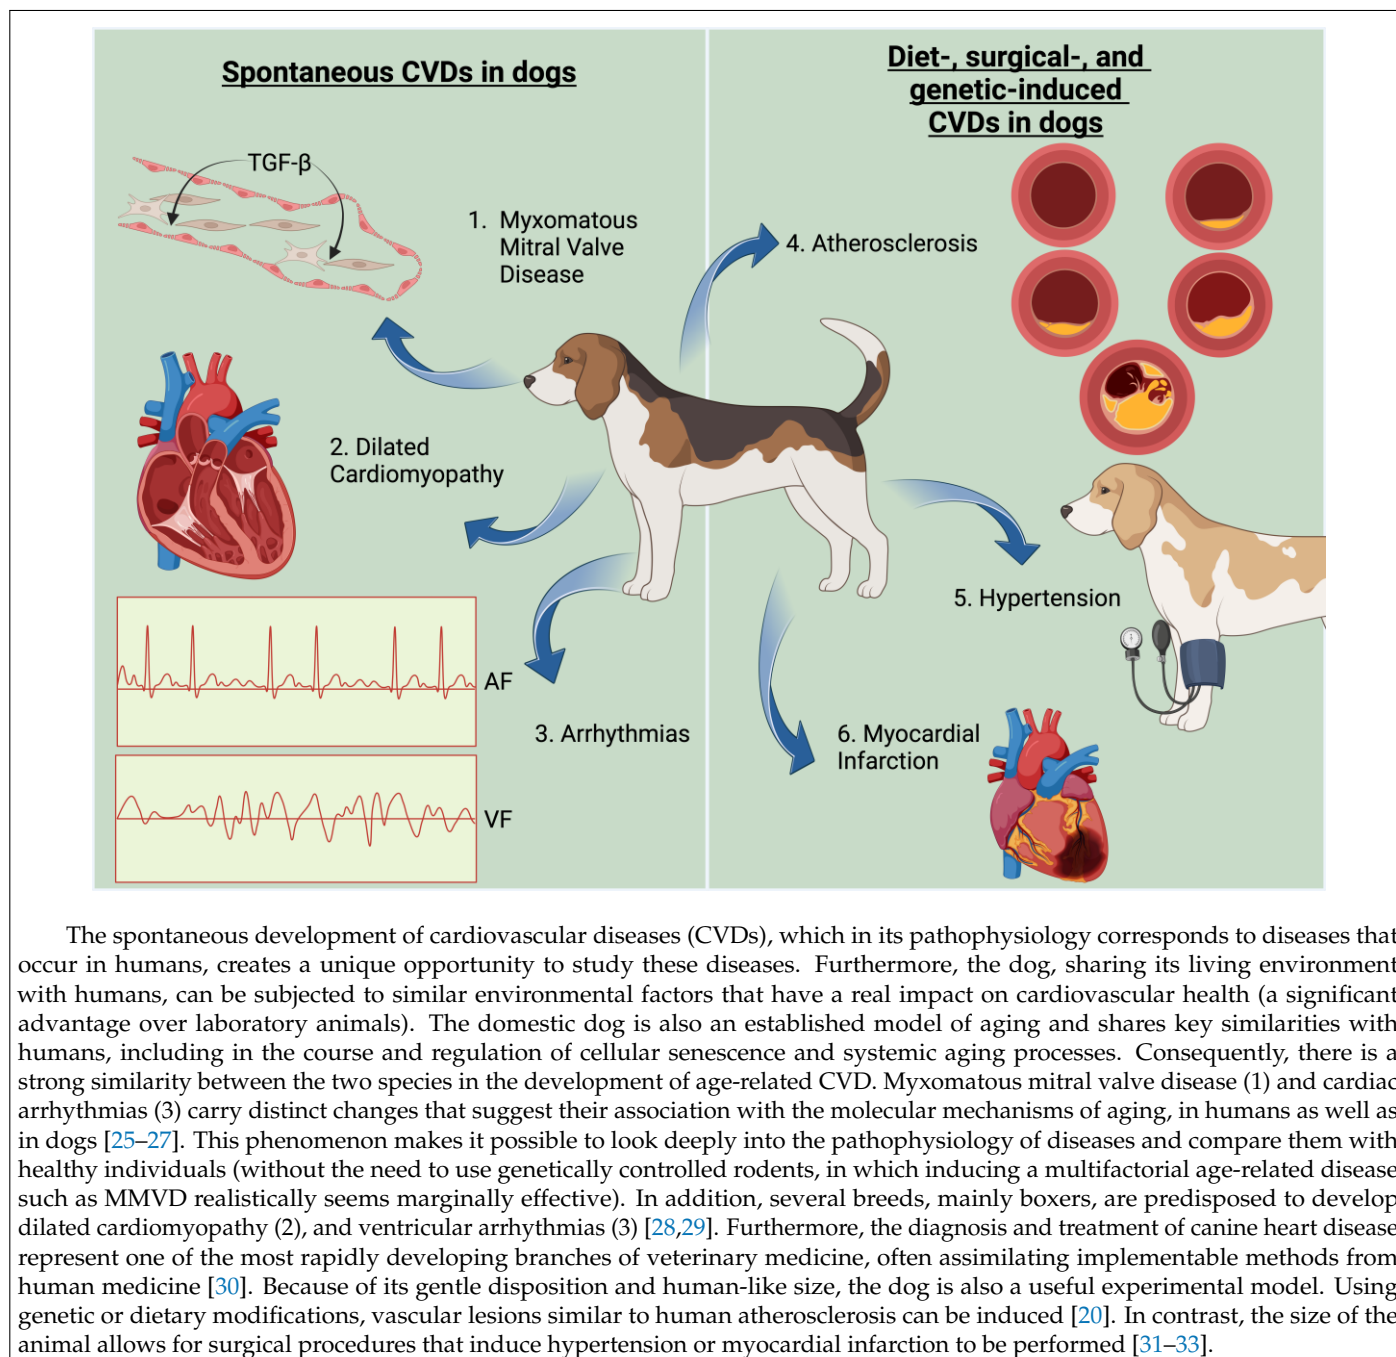 Spontaneous CVDs in dogs
Diet-, surgical-, and
genetic-induced
CVDs in dogs
TGF-β
1. Myxomatous
Mitral Valve
Disease
2. Dilated
Cardiomyopathy
AF
3. Arrhythmias
VF
4. Atherosclerosis
5. Hypertension
6. Myocardial
Infarction
The spontaneous development of cardiovascular diseases (CVDs), which in its pathophysiology corresponds to diseases that
occur in humans, creates a unique opportunity to study these diseases. Furthermore, the dog, sharing its living environment
with humans, can be subjected to similar environmental factors that have a real impact on cardiovascular health (a significant
advantage over laboratory animals). The domestic dog is also an established model of aging and shares key similarities with
humans, including in the course and regulation of cellular senescence and systemic aging processes. Consequently, there is a
strong similarity between the two species in the development of age-related CVD. Myxomatous mitral valve disease (1) and cardiac
arrhythmias (3) carry distinct changes that suggest their association with the molecular mechanisms of aging, in humans as well as
in dogs [25–27]. This phenomenon makes it possible to look deeply into the pathophysiology of diseases and compare them with
healthy individuals (without the need to use genetically controlled rodents, in which inducing a multifactorial age-related disease
such as MMVD realistically seems marginally effective). In addition, several breeds, mainly boxers, are predisposed to develop
dilated cardiomyopathy (2), and ventricular arrhythmias (3) [28,29]. Furthermore, the diagnosis and treatment of canine heart disease
represent one of the most rapidly developing branches of veterinary medicine, often assimilating implementable methods from
human medicine [30]. Because of its gentle disposition and human-like size, the dog is also a useful experimental model. Using
genetic or dietary modifications, vascular lesions similar to human atherosclerosis can be induced [20]. In contrast, the size of the
animal allows for surgical procedures that induce hypertension or myocardial infarction to be performed [31–33].